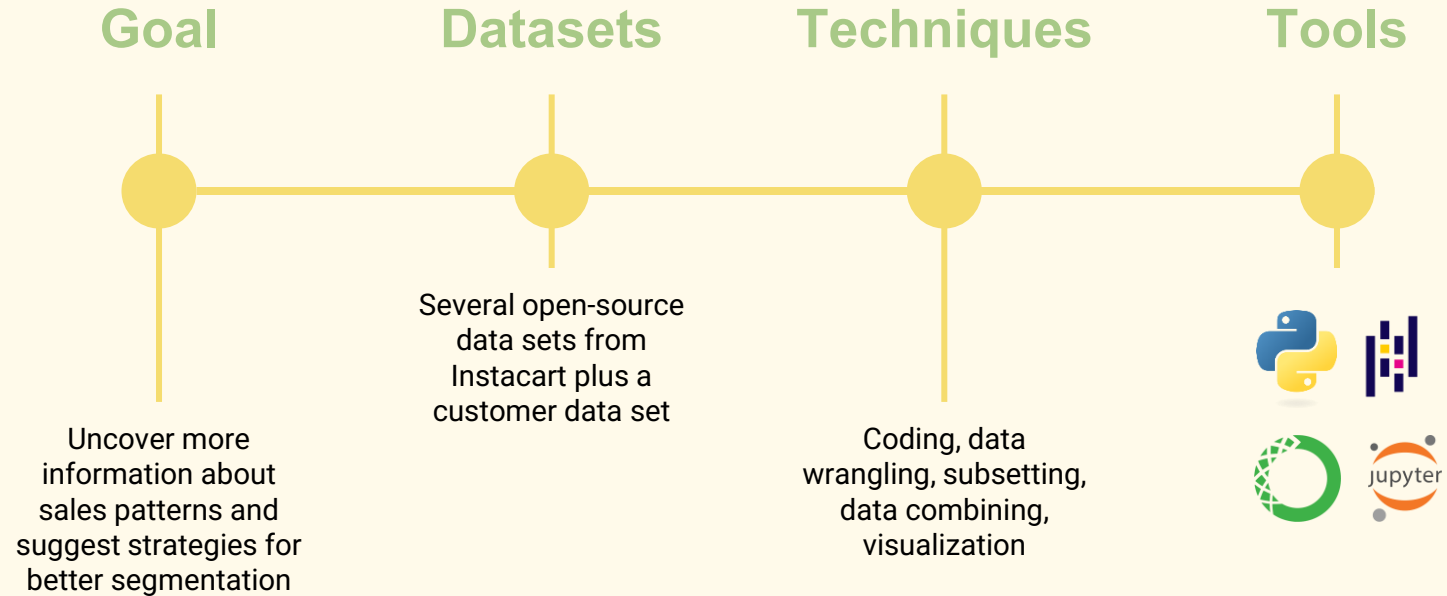 Goal
Datasets
Techniques
Tools
Uncover more
information about
sales patterns and
suggest strategies for
better segmentation
Several open-source
data sets from
Instacart plus a
customer data set
Coding, data
wrangling, subsetting,
data combining,
visualization
jupyter